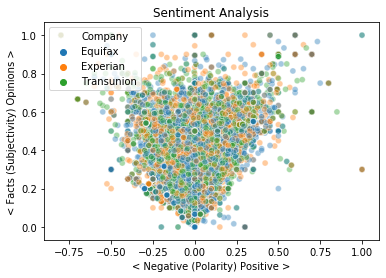 Sentiment Analysis
< Facts (Subjectivity) Opinions >
1.0
0.8
0.6
0.4
0.2
0.0
Company
Equifax
Experian
Transunion
−0.75 −0.50 −0.25 0.00 0.25 0.50 0.75 1.00
< Negative (Polarity) Positive >